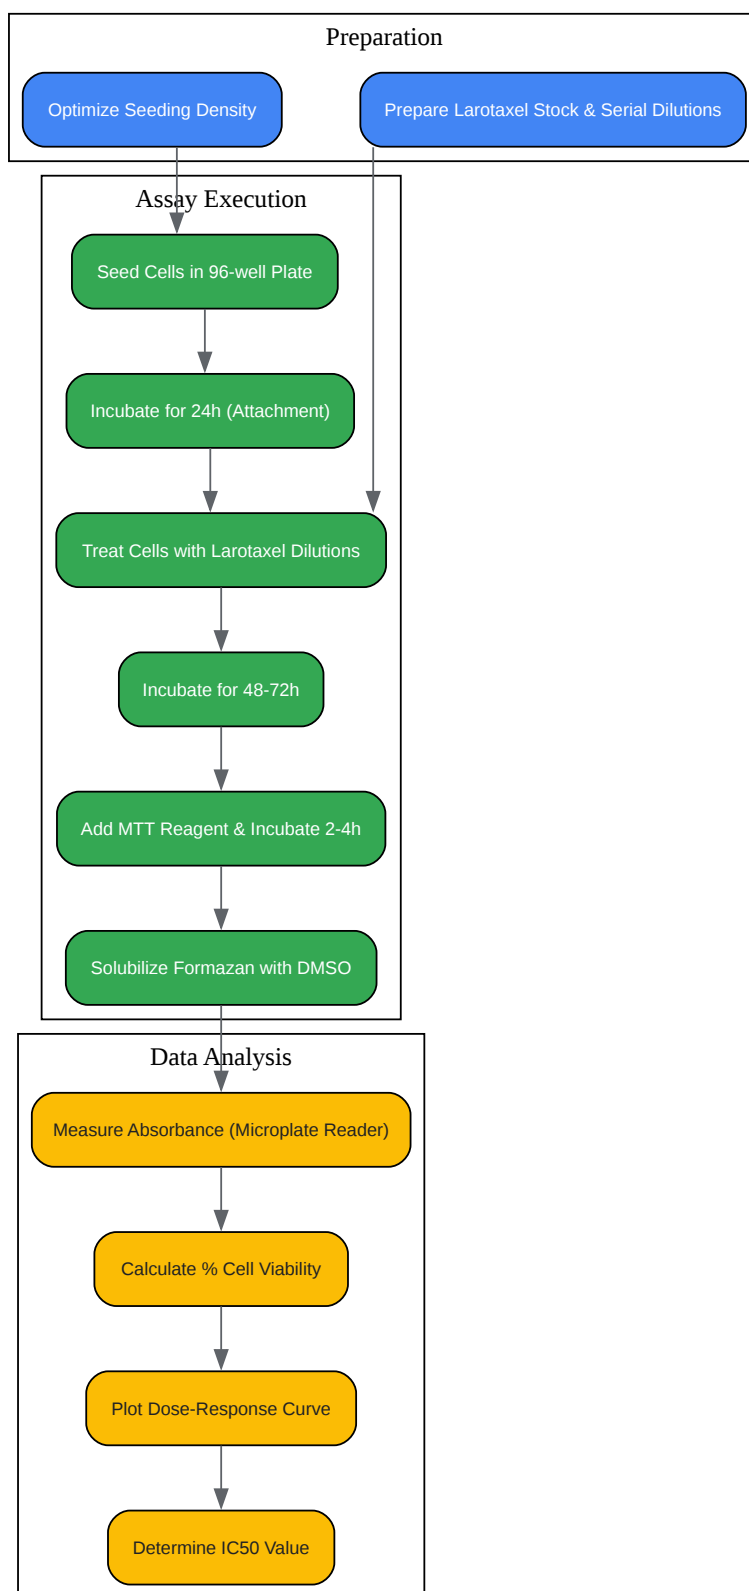 Preparation
Optimize Seeding Density
Prepare Larotaxel Stock & Serial Dilutions
Assay Execution
Seed Cells in 96-well Plate
Incubate for 24h (Attachment)
Treat Cells with Larotaxel Dilutions
Incubate for 48-72h
Add MTT Reagent & Incubate 2-4h
Solubilize Formazan with DMSO
Data Analysis
Measure Absorbance (Microplate Reader)
Calculate % Cell Viability
Plot Dose-Response Curve
Determine IC50 Value